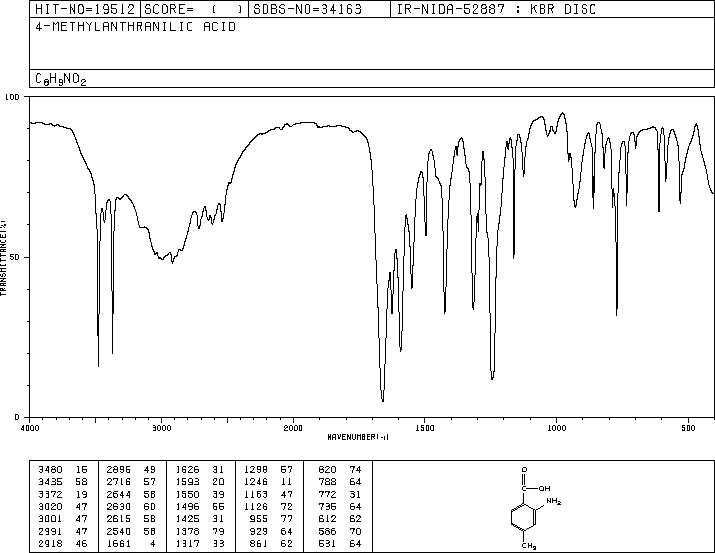 HIT-NO=19512 SCORE= ( ) SDBS-NO=34163 IR-NIDA-52887 : KBR DISC
4-METHYLANTHRANILIC ACID
C8H9NO2
100
50
0
TRANSMITTANCE(%)
4000 3000 2000 1500 1000 500
WAVENUMBER(-1)
3460 16 2896 49 1626 31 1298 57 820 74
3435 58 2716 57 1593 20 1246 11 788 64
3372 19 2644 58 1550 39 1163 47 772 31
3020 47 2630 60 1496 55 1126 72 735 64
3001 47 2615 58 1425 31 955 77 612 62
2991 47 2540 58 1378 79 929 64 586 70
2918 46 1661 4 1317 33 861 62 531 64
O
C OH
NH2
CH3